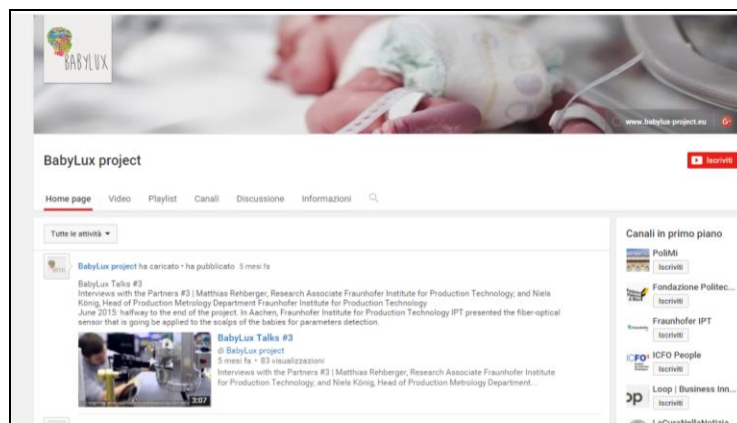 BABYLUX
www.babylux-project.eu
BabyLux project
Iscriviti
Home page Video Playlist Canali Discussione Informazioni
Tutte le attività
BabyLux project ha caricato • ha pubblicato 5 mesi fa
BabyLux Talks #3
Interviews with the Partners #3 | Matthias Rehberger, Research Associate Fraunhofer Institute for Production Technology; and Niels
König, Head of Production Metrology Department Fraunhofer Institute for Production Technology
June 2015: halfway to the end of the project. In Aachen, Fraunhofer Institute for Production Technology IPT presented the fiber-optical
sensor that is going be applied to the scalps of the babies for parameters detection.
BabyLux Talks #3
di BabyLux project
5 mesi fa • 83 visualizzazioni
Interviews with the Partners #3 | Matthias Rehberger, Research Associate Fraunhofer Institute
for Production Technology; and Niels König, Head of Production Metrology Department...
3:07
Canali in primo piano
PoliMi
Iscriviti
Fondazione Politec...
Iscriviti
Fraunhofer IPT
Iscriviti
ICFO
ICFO People
Iscriviti
op
Loop | Business Inn...
Iscriviti
LaCuraNellaNotizia